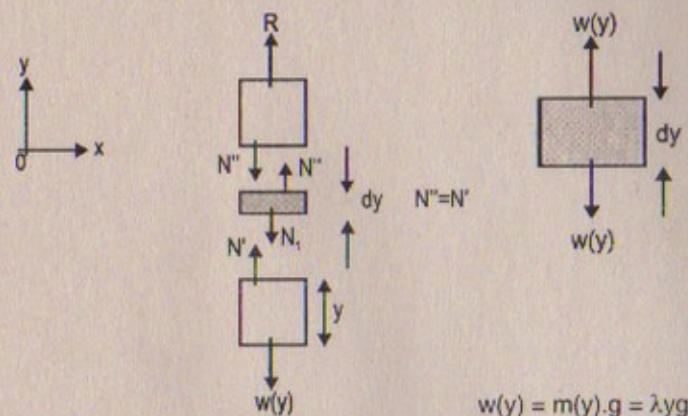 R
w(y)
y
0
x
N"
N"
dy
N"=N'
dy
N'
N₁
w(y)
y
w(y)
w(y) = m(y).g = λyg